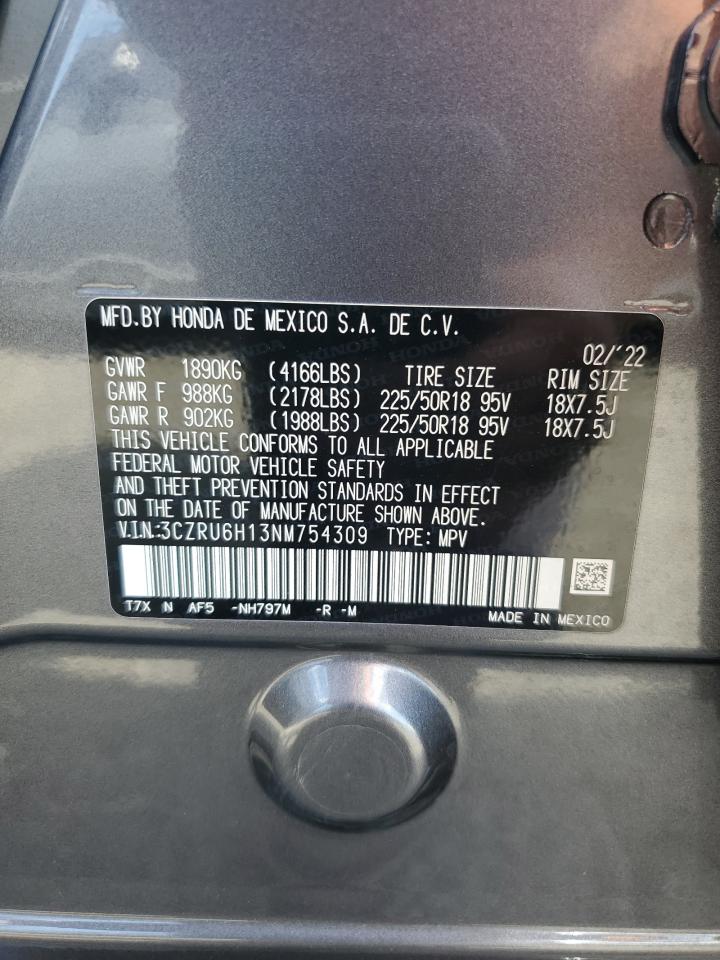 MFD.BY HONDA DE MEXICO S.A. DE C.V.
02/'22
GVWR 1890KG (4166LBS) TIRE SIZE RIM SIZE
GAWR F 988KG (2178LBS) 225/50R18 95V 18X7.5J
GAWR R 902KG (1988LBS) 225/50R18 95V 18X7.5J
THIS VEHICLE CONFORMS TO ALL APPLICABLE
FEDERAL MOTOR VEHICLE SAFETY
AND THEFT PREVENTION STANDARDS IN EFFECT
ON THE DATE OF MANUFACTURE SHOWN ABOVE.
V.I.N:3CZRU6H13NM754309 TYPE: MPV
T7X N AF5 -NH797M -R -M
MADE IN MEXICO